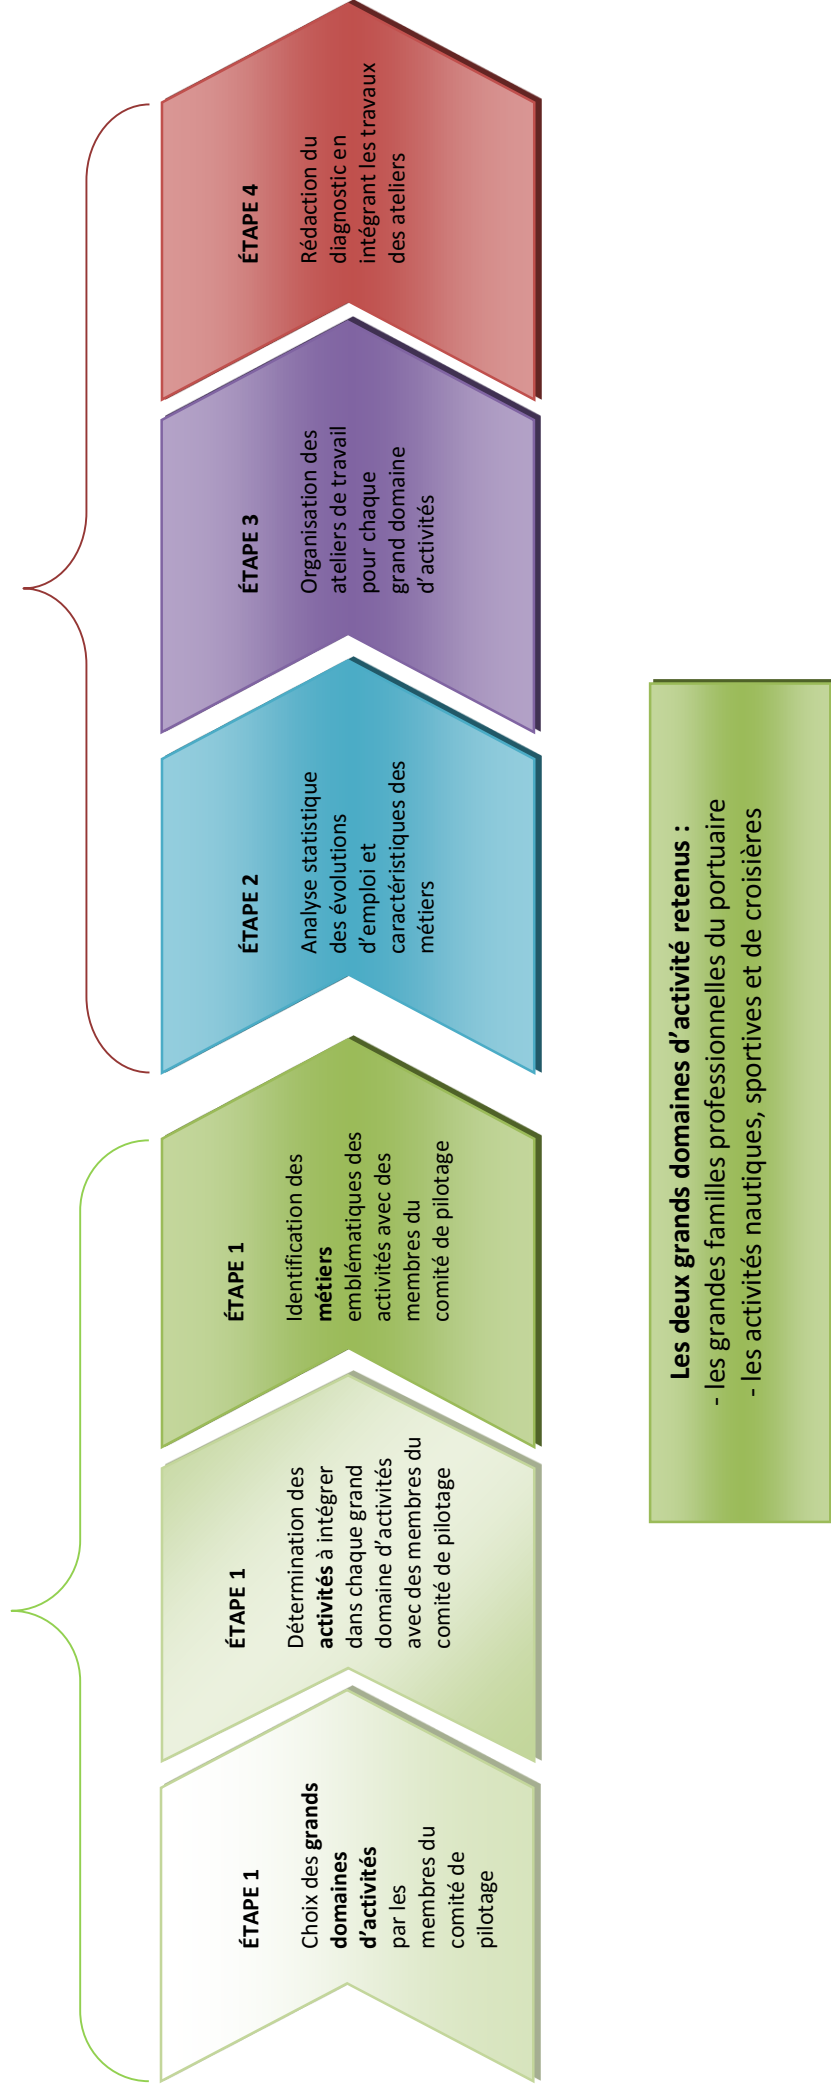 ÉTAPE 1
Choix des grands
domaines
d’activités
par les
membres du
comité de
pilotage
ÉTAPE 1
Détermination des
activités à intégrer
dans chaque grand
domaine d’activités
avec des membres du
comité de pilotage
ÉTAPE 1
Identification des
métiers
emblématiques des
activités avec des
membres du
comité de pilotage
ÉTAPE 2
Analyse statistique
des évolutions
d’emploi et
caractéristiques des
métiers
ÉTAPE 3
Organisation des
ateliers de travail
pour chaque
grand domaine
d’activités
ÉTAPE 4
Rédaction du
diagnostic en
intégrant les travaux
des ateliers
Les deux grands domaines d’activité retenus :
- les grandes familles professionnelles du portuaire
- les activités nautiques, sportives et de croisières